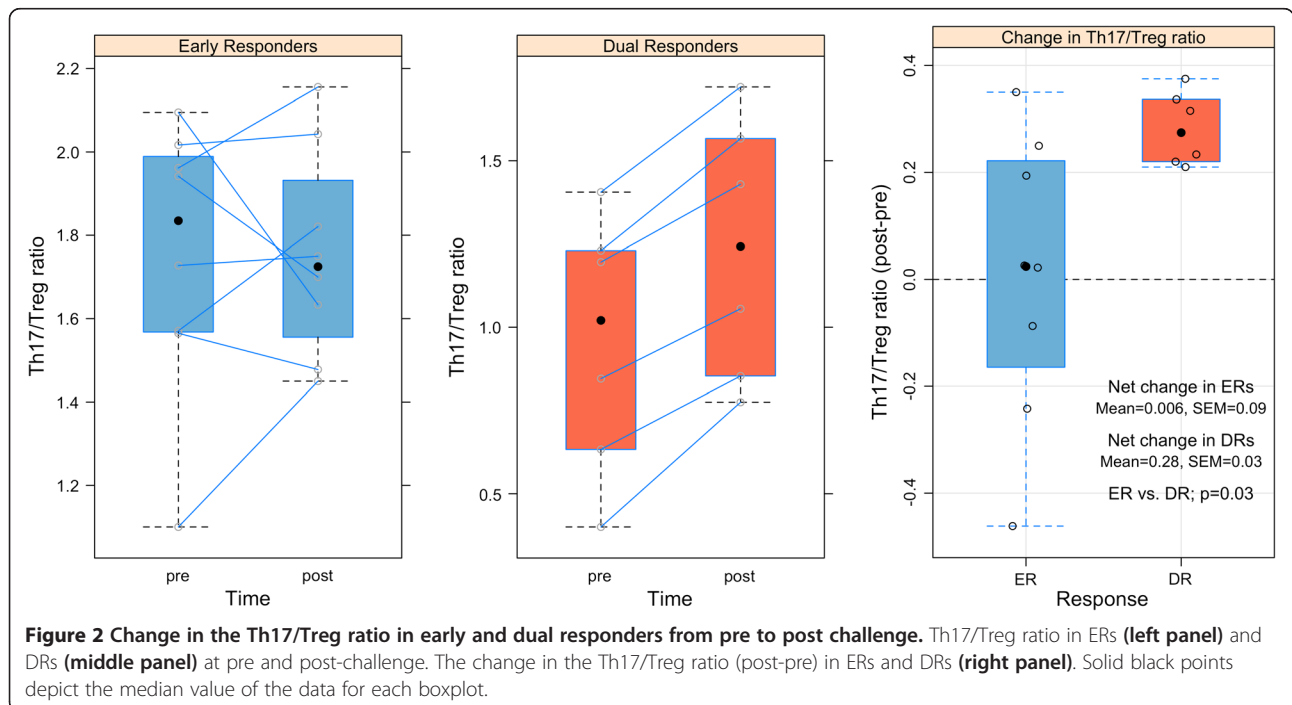 Early Responders
Th17/Treg ratio
2.2
2.0
1.8
1.6
1.4
1.2
pre
post
Time
Dual Responders
Th17/Treg ratio
1.5
1.0
0.5
pre
post
Time
Change in Th17/Treg ratio
Th17/Treg ratio (post-pre)
0.4
0.2
0.0
-0.2
-0.4
Net change in ERs
Mean=0.006, SEM=0.09
Net change in DRs
Mean=0.28, SEM=0.03
ER vs. DR; p=0.03
ER
DR
Response
Figure 2 Change in the Th17/Treg ratio in early and dual responders from pre to post challenge. Th17/Treg ratio in ERs (left panel) and
DRs (middle panel) at pre and post-challenge. The change in the Th17/Treg ratio (post-pre) in ERs and DRs (right panel). Solid black points
depict the median value of the data for each boxplot.